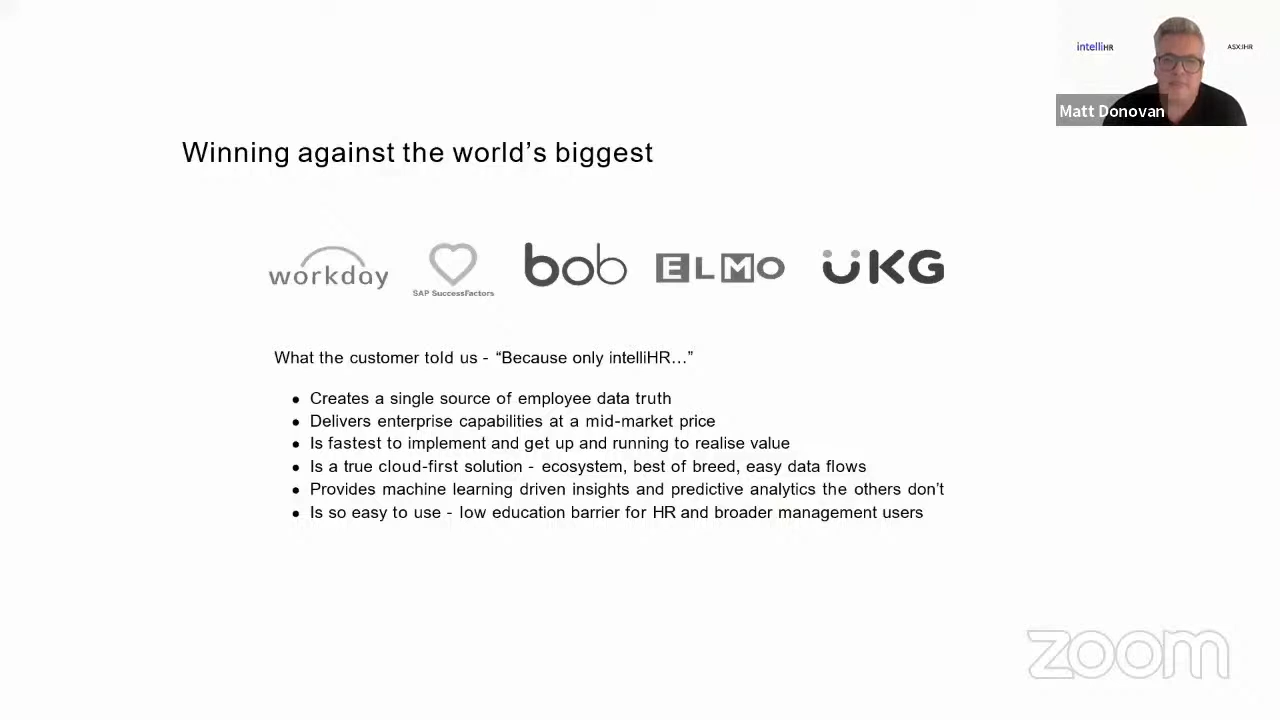 intelliHR
ASX:IHR
Matt Donovan
Winning against the world's biggest
workday
SAP SuccessFactors
bob
ELMO
UKG
What the customer told us - “Because only intelliHR…”
• Creates a single source of employee data truth
• Delivers enterprise capabilities at a mid-market price
• Is fastest to implement and get up and running to realise value
• Is a true cloud-first solution - ecosystem, best of breed, easy data flows
• Provides machine learning driven insights and predictive analytics the others don’t
• Is so easy to use - low education barrier for HR and broader management users
zoom